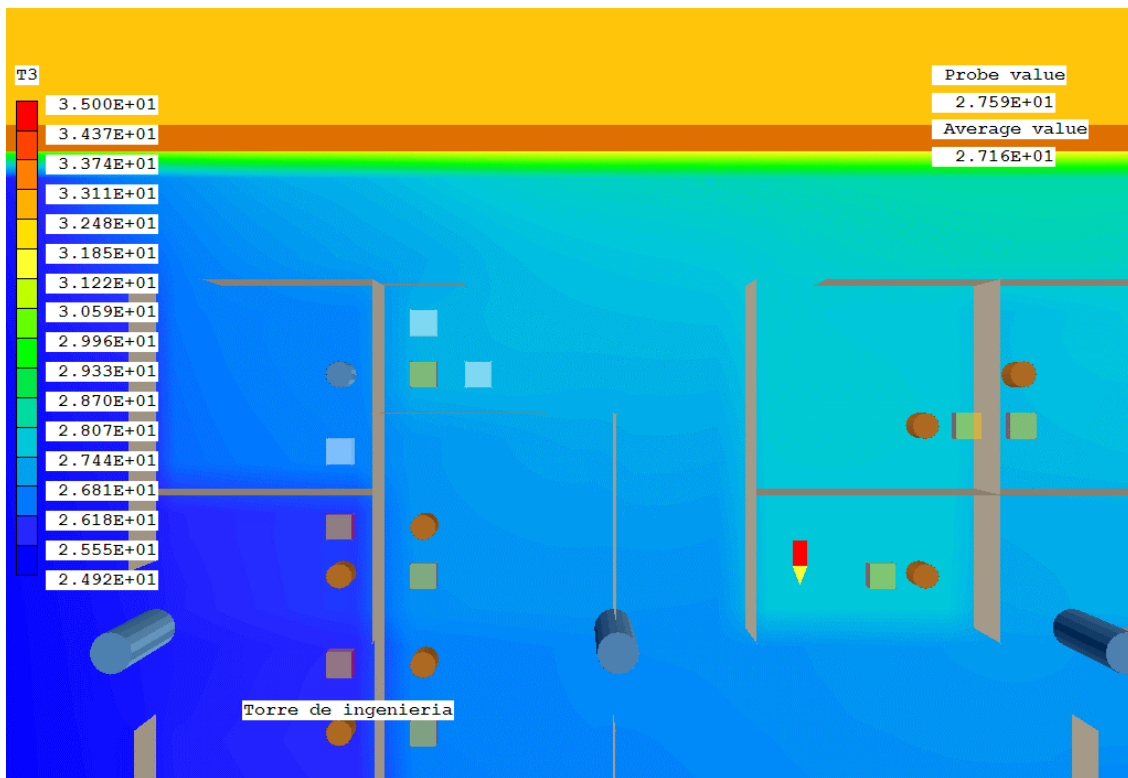 T3
3.500E+01
3.437E+01
3.374E+01
3.311E+01
3.248E+01
3.185E+01
3.122E+01
3.059E+01
2.996E+01
2.933E+01
2.870E+01
2.807E+01
2.744E+01
2.681E+01
2.618E+01
2.555E+01
2.492E+01
Probe value
2.759E+01
Average value
2.716E+01
Torre de ingenieria